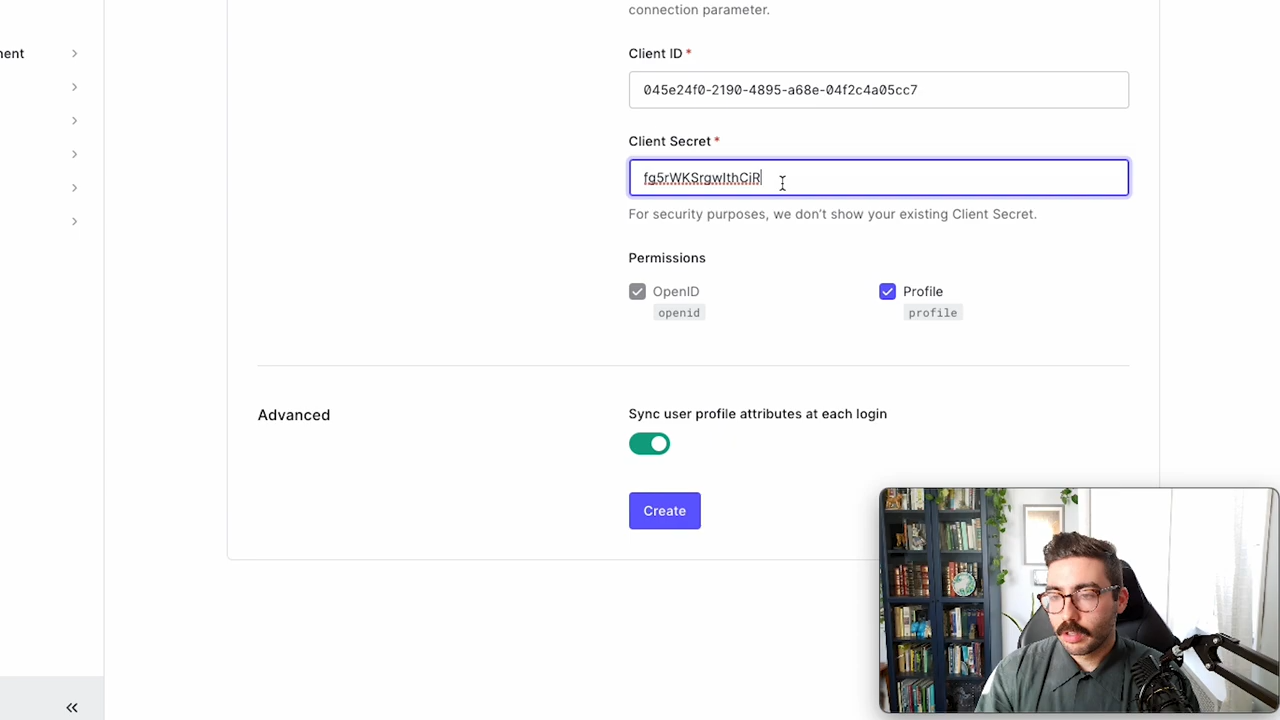 connection parameter.
nent
Client ID *
045e24f0-2190-4895-a68e-04f2c4a05cc7
Client Secret *
fg5rWKSrgwIthCiR
For security purposes, we don't show your existing Client Secret.
Permissions
OpenID
Profile
openid
profile
Advanced
Sync user profile attributes at each login
Create